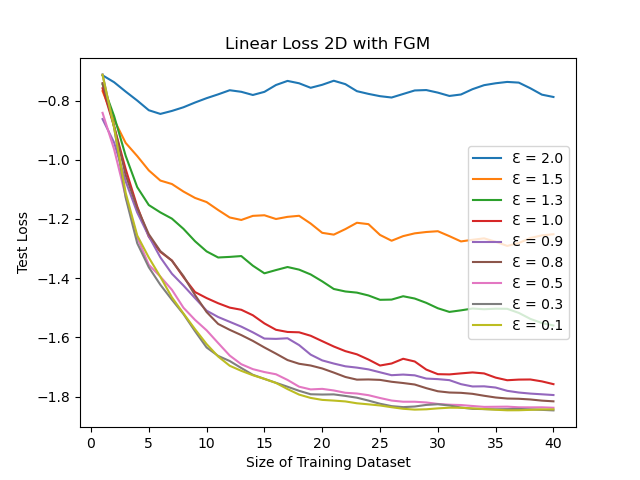 Linear Loss 2D with FGM
Test Loss
−0.8
−1.0
−1.2
−1.4
−1.6
−1.8
ε = 2.0
ε = 1.5
ε = 1.3
ε = 1.0
ε = 0.9
ε = 0.8
ε = 0.5
ε = 0.3
ε = 0.1
0 5 10 15 20 25 30 35 40
Size of Training Dataset